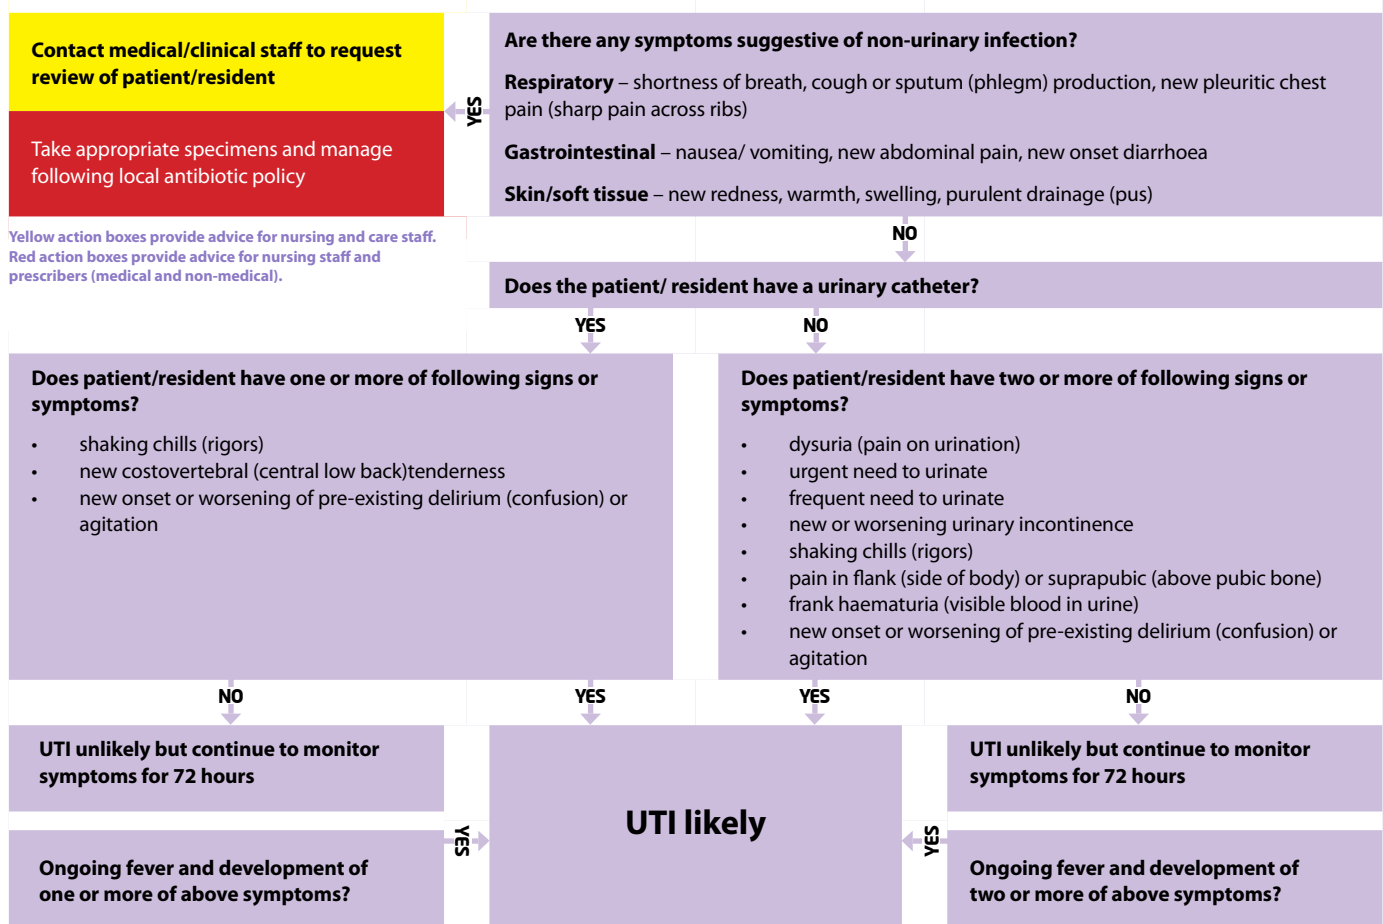 Contact medical/clinical staff to request
review of patient/resident
Take appropriate specimens and manage
following local antibiotic policy
Yellow action boxes provide advice for nursing and care staff.
Red action boxes provide advice for nursing staff and
prescribers (medical and non-medical).
YES
Are there any symptoms suggestive of non-urinary infection?
Respiratory – shortness of breath, cough or sputum (phlegm) production, new pleuritic chest
pain (sharp pain across ribs)
Gastrointestinal – nausea/ vomiting, new abdominal pain, new onset diarrhoea
Skin/soft tissue – new redness, warmth, swelling, purulent drainage (pus)
NO
Does the patient/ resident have a urinary catheter?
YES
NO
Does patient/resident have one or more of following signs or
symptoms?
• shaking chills (rigors)
• new costovertebral (central low back)tenderness
• new onset or worsening of pre-existing delirium (confusion) or
agitation
Does patient/resident have two or more of following signs or
symptoms?
• dysuria (pain on urination)
• urgent need to urinate
• frequent need to urinate
• new or worsening urinary incontinence
• shaking chills (rigors)
• pain in flank (side of body) or suprapubic (above pubic bone)
• frank haematuria (visible blood in urine)
• new onset or worsening of pre-existing delirium (confusion) or
agitation
NO
YES
YES
NO
UTI unlikely but continue to monitor
symptoms for 72 hours
Ongoing fever and development of
one or more of above symptoms?
YES
UTI likely
YES
UTI unlikely but continue to monitor
symptoms for 72 hours
Ongoing fever and development of
two or more of above symptoms?